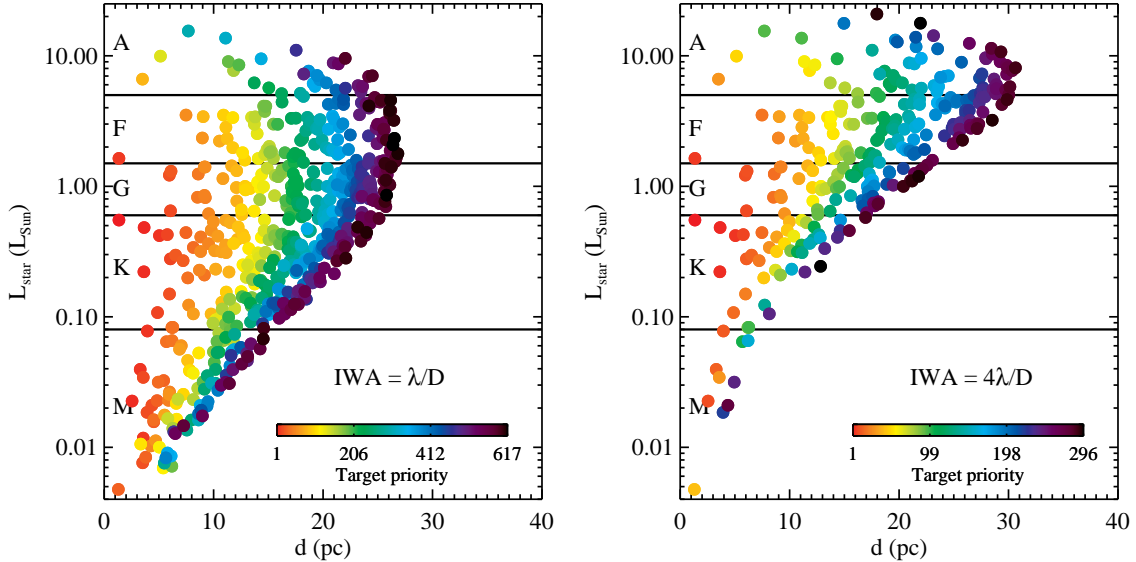 10.00
1.00
0.10
0.01
L_star (L_Sun)
A
F
G
K
M
IWA = λ/D
1 206 412 617
Target priority
0 10 20 30 40
d (pc)
10.00
1.00
0.10
0.01
L_star (L_Sun)
A
F
G
K
M
IWA = 4λ/D
1 99 198 296
Target priority
0 10 20 30 40
d (pc)